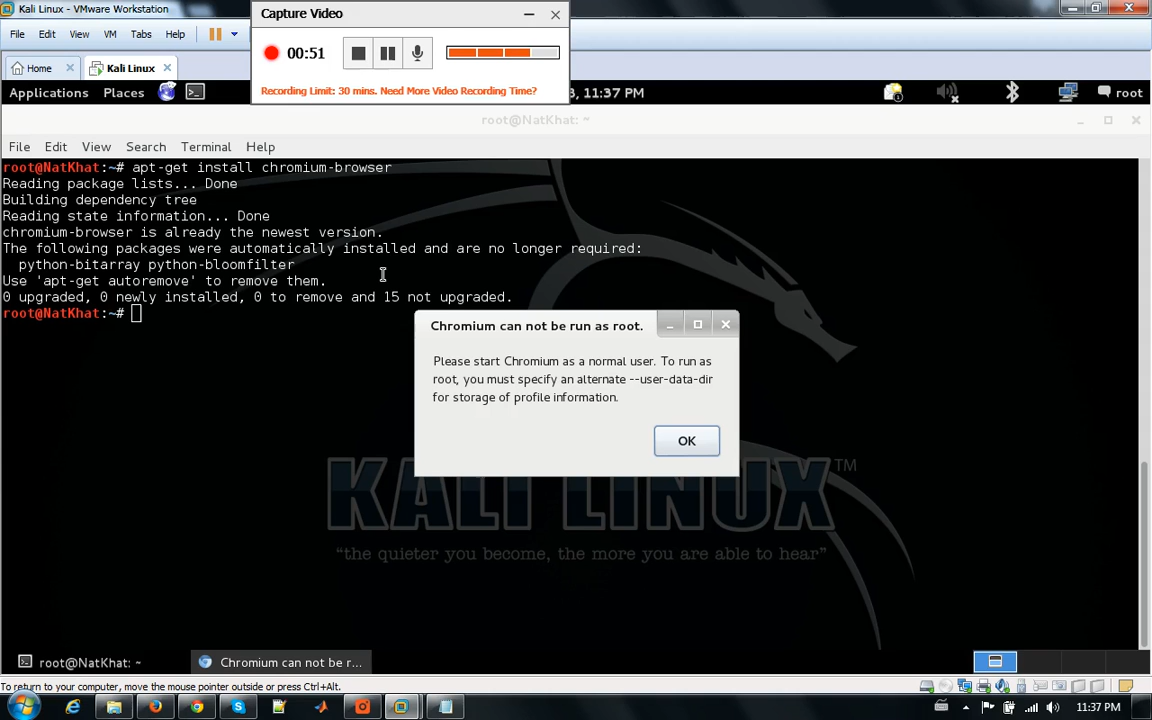 Kali Linux - VMware Workstation
File Edit View VM Tabs Help
Home
Kali Linux
Capture Video
00:51
Recording Limit: 30 mins. Need More Video Recording Time?
Applications Places
3, 11:37 PM
root
root@NatKhat: ~
File Edit View Search Terminal Help
root@NatKhat:~# apt-get install chromium-browser
Reading package lists... Done
Building dependency tree
Reading state information... Done
chromium-browser is already the newest version.
The following packages were automatically installed and are no longer required:
python-bitarray python-bloomfilter
Use 'apt-get autoremove' to remove them.
0 upgraded, 0 newly installed, 0 to remove and 15 not upgraded.
root@NatKhat:~#
Chromium can not be run as root.
Please start Chromium as a normal user. To run as
root, you must specify an alternate --user-data-dir
for storage of profile information.
OK
KALI LINUX TM
“the quieter you become, the more you are able to hear”
root@NatKhat: ~
Chromium can not be r...
To return to your computer, move the mouse pointer outside or press Ctrl+Alt.
11:37 PM